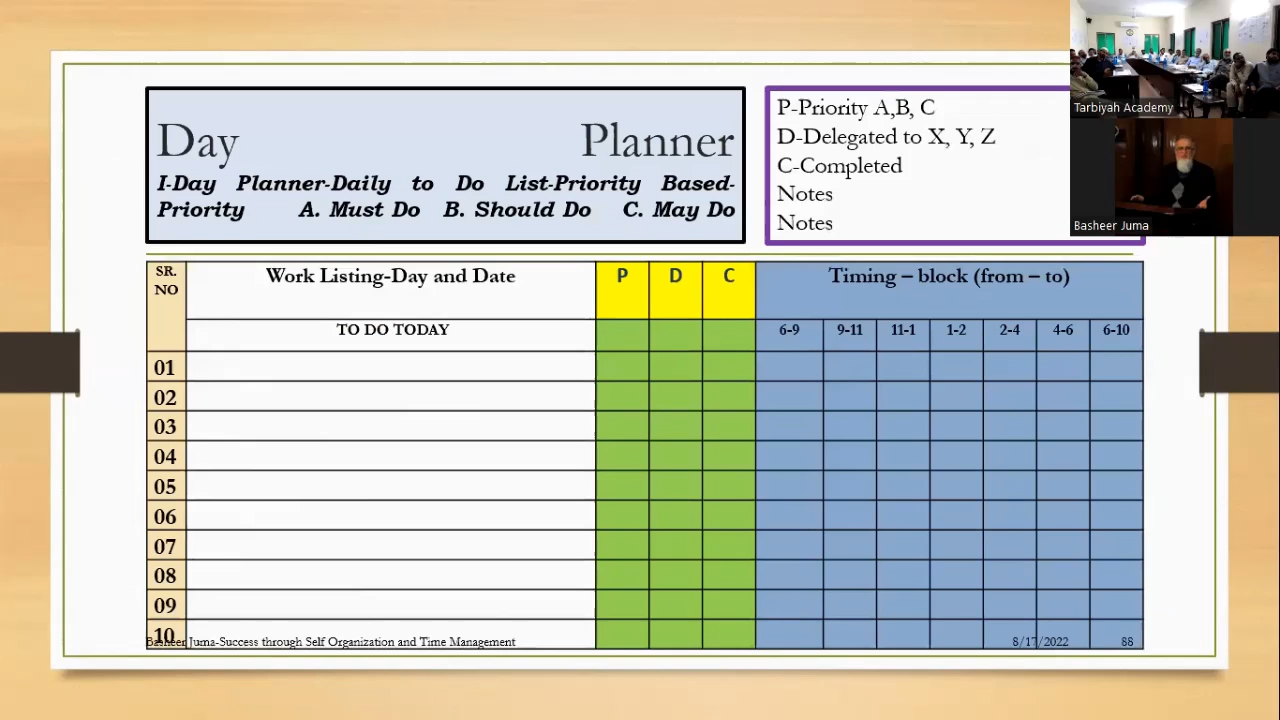 Day Planner
I-Day Planner-Daily to Do List-Priority Based-
Priority A. Must Do B. Should Do C. May Do
P-Priority A,B, C
D-Delegated to X, Y, Z
C-Completed
Notes
Notes
Tarbiyah Academy
Basheer Juma
SR. NO
Work Listing-Day and Date
P
D
C
Timing – block (from – to)
TO DO TODAY
6-9
9-11
11-1
1-2
2-4
4-6
6-10
01
02
03
04
05
06
07
08
09
10
Basheer Juma-Success through Self Organization and Time Management
8/17/2022
88